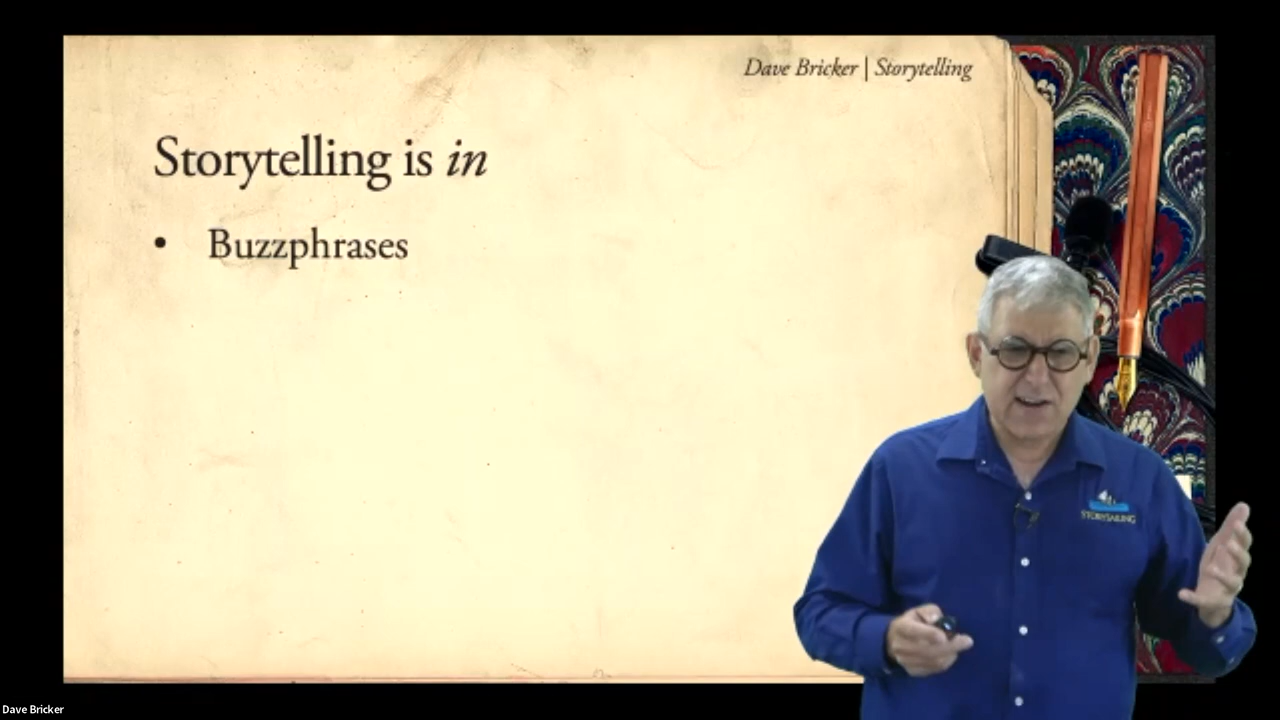 Dave Bricker | Storytelling
Storytelling is in
• Buzzphrases
STORYSAILING
Dave Bricker